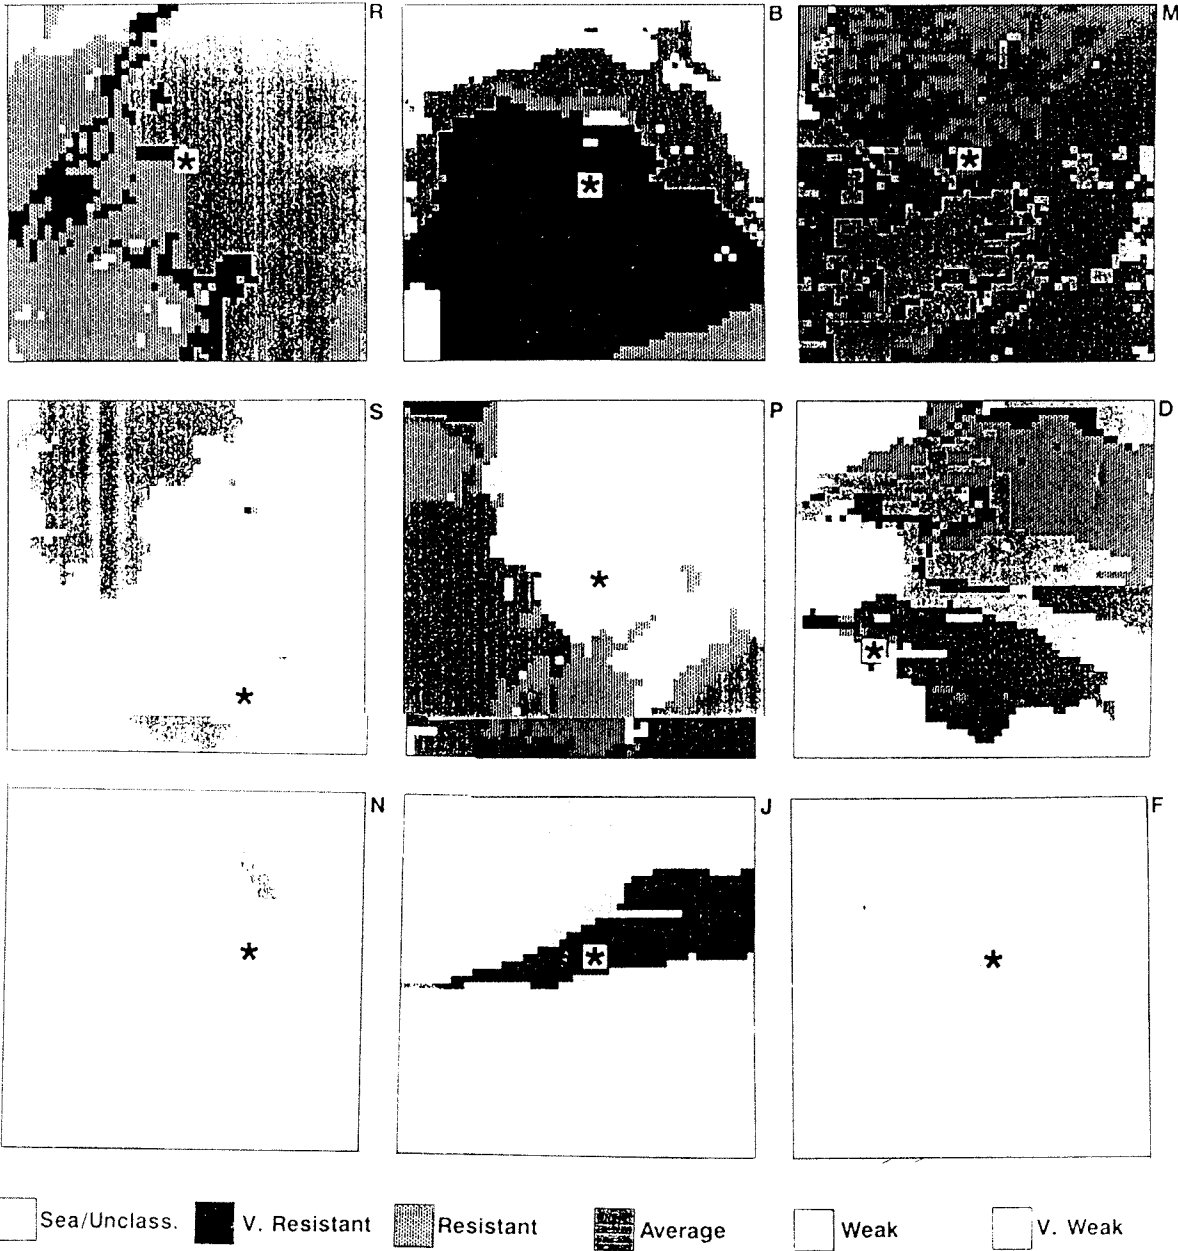 R
B
M
*
*
*
S
P
D
*
*
*
N
J
F
*
*
*
Sea/Unclass. V. Resistant Resistant Average Weak V. Weak